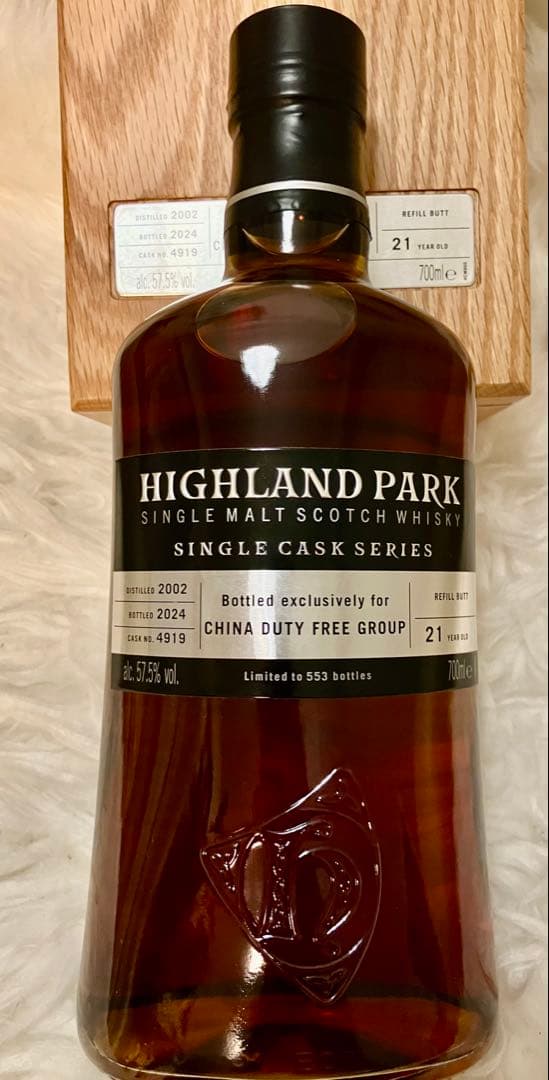 DISTILLED 2002
BOTTLED 2024
CASK NO. 4919
alc. 57.5% vol.
C
REFILL BUTT
21 YEAR OLD
700ml e
HIGHLAND PARK
SINGLE MALT SCOTCH WHISKY
SINGLE CASK SERIES
DISTILLED 2002
BOTTLED 2024
CASK NO. 4919
Bottled exclusively for
CHINA DUTY FREE GROUP
REFILL BUTT
21 YEAR OLD
alc. 57.5% vol.
Limited to 553 bottles
700ml e